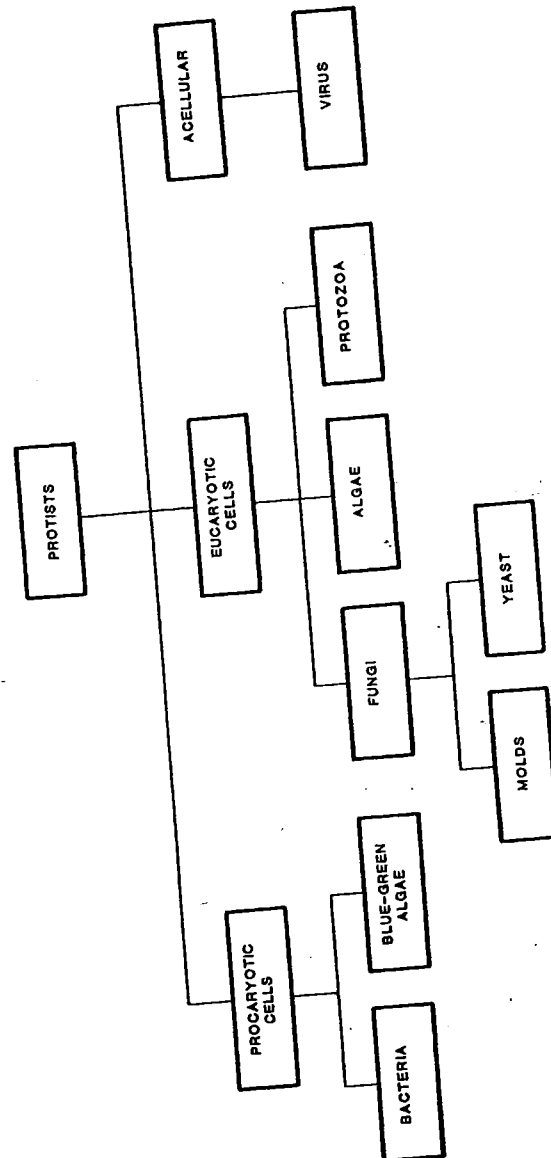 PROTISTS
PROCARYOTIC
CELLS
EUCARYOTIC
CELLS
ACELLULAR
BACTERIA
BLUE-GREEN
ALGAE
FUNGI
ALGAE
PROTOZOA
VIRUS
MOLDS
YEAST